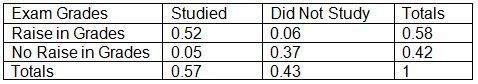 Exam Grades Studied Did Not Study Totals
Raise in Grades 0.52 0.06 0.58
No Raise in Grades 0.05 0.37 0.42
Totals 0.57 0.43 1